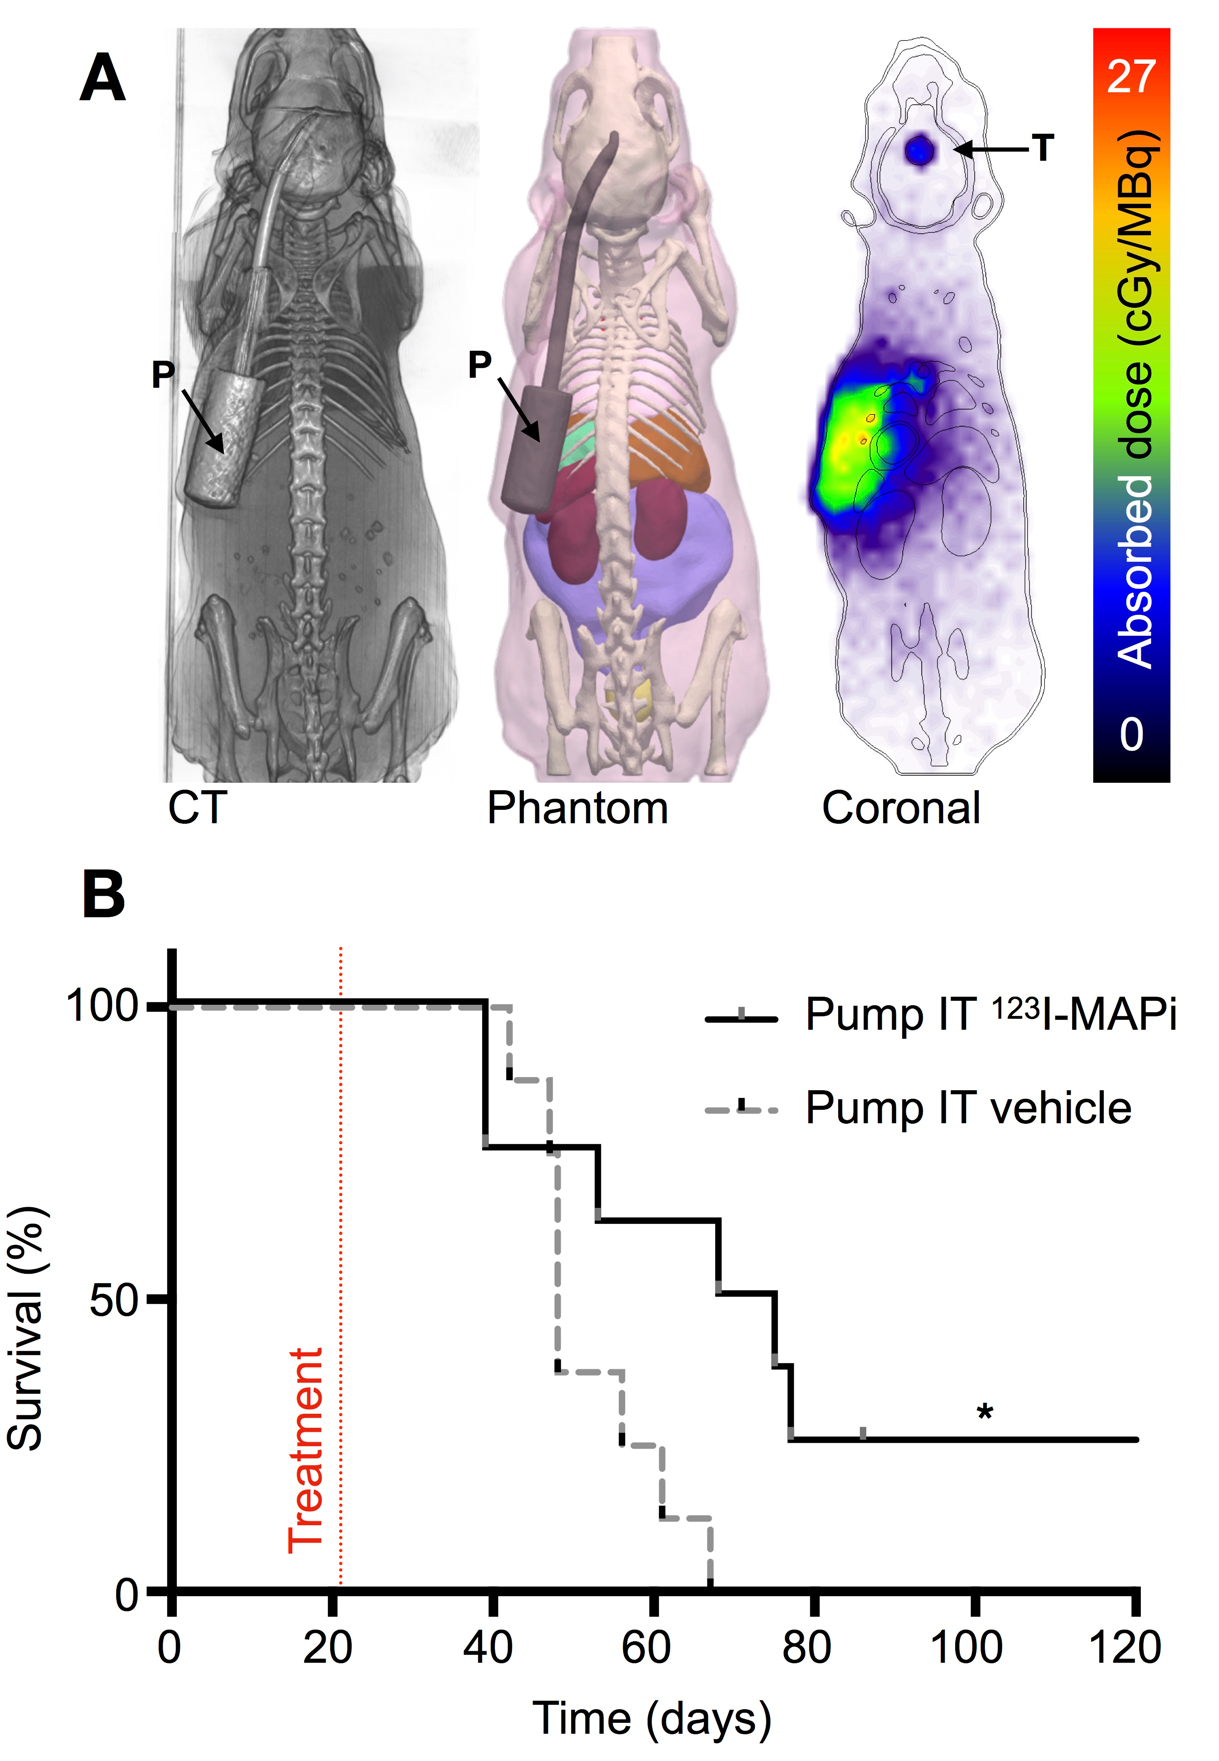 A
P
P
T
27
Absorbed dose (cGy/MBq)
0
CT
Phantom
Coronal
B
100
50
0
Survival (%)
Treatment
Pump IT ¹²³I-MAPi
Pump IT vehicle
*
0 20 40 60 80 100 120
Time (days)